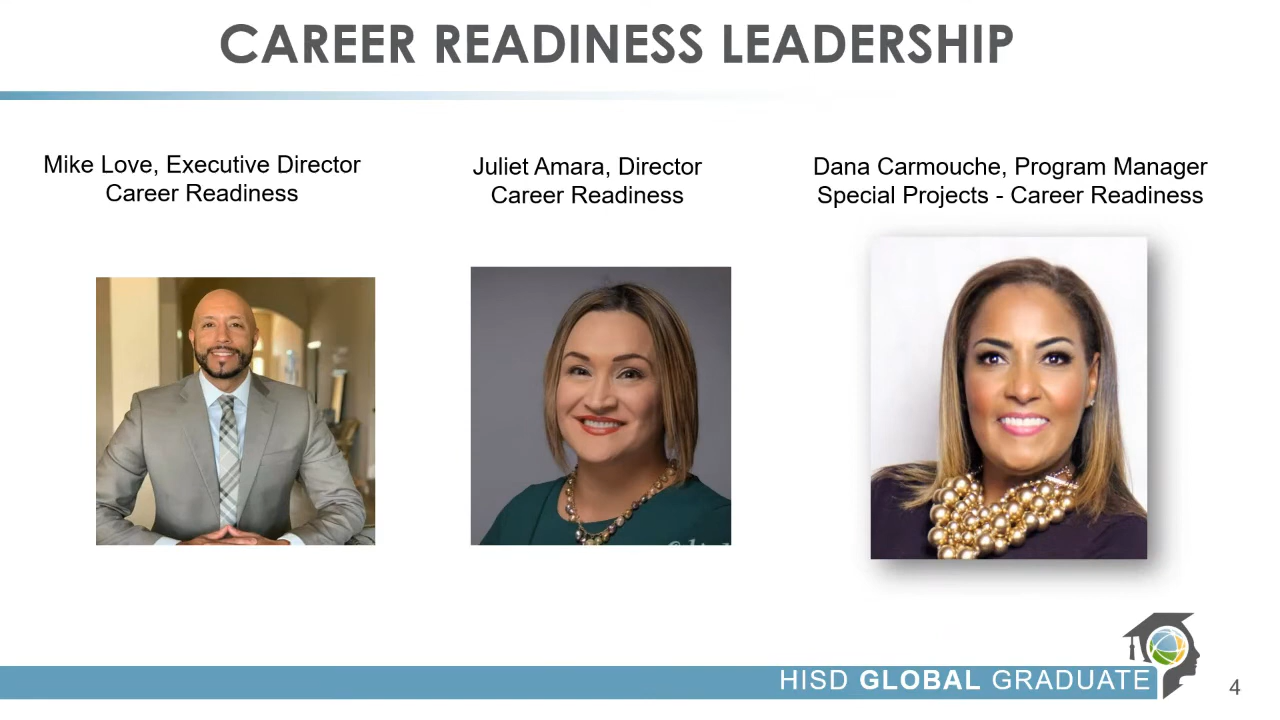 CAREER READINESS LEADERSHIP
Mike Love, Executive Director
Career Readiness
Juliet Amara, Director
Career Readiness
Dana Carmouche, Program Manager
Special Projects - Career Readiness
HISD GLOBAL GRADUATE
4